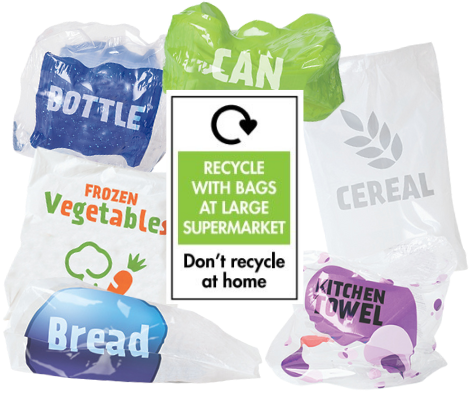 BOTTLE
CAN
CEREAL
FROZEN
Vegetables
RECYCLE
WITH BAGS
AT LARGE
SUPERMARKET
Don't recycle
at home
Bread
KITCHEN
TOWEL